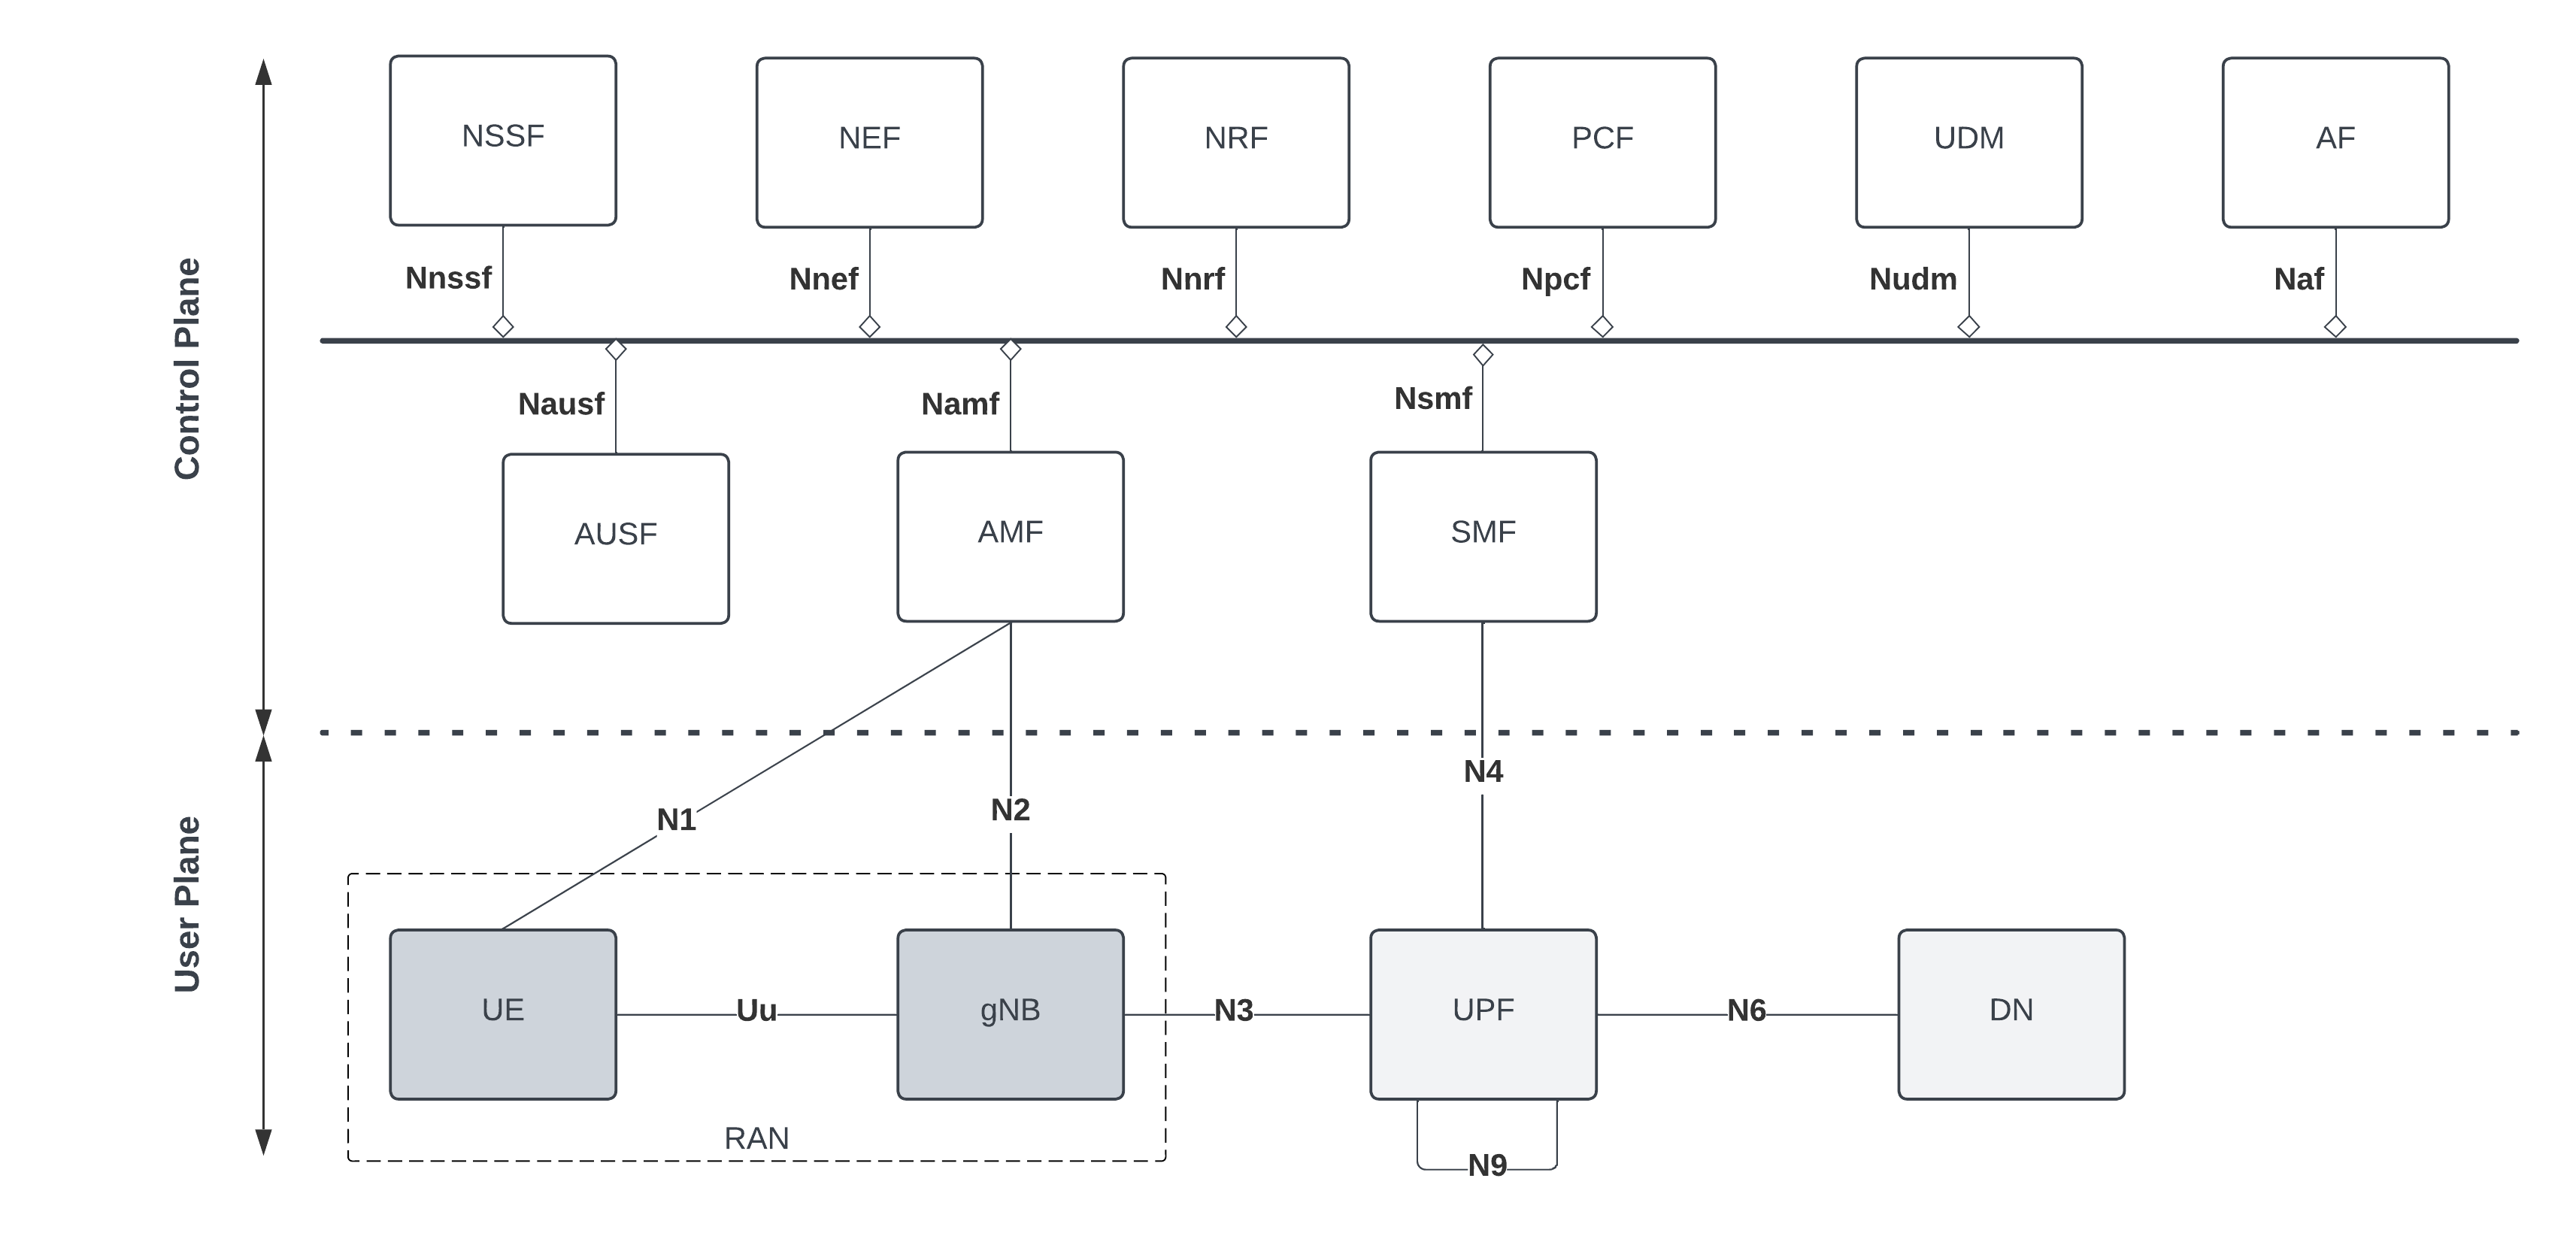 NSSF
NEF
NRF
PCF
UDM
AF
Nnssf
Nnef
Nnrf
Npcf
Nudm
Naf
Control Plane
Nausf
Namf
Nsmf
AUSF
AMF
SMF
N4
N1
N2
User Plane
UE
Uu
gNB
N3
UPF
N6
DN
RAN
N9